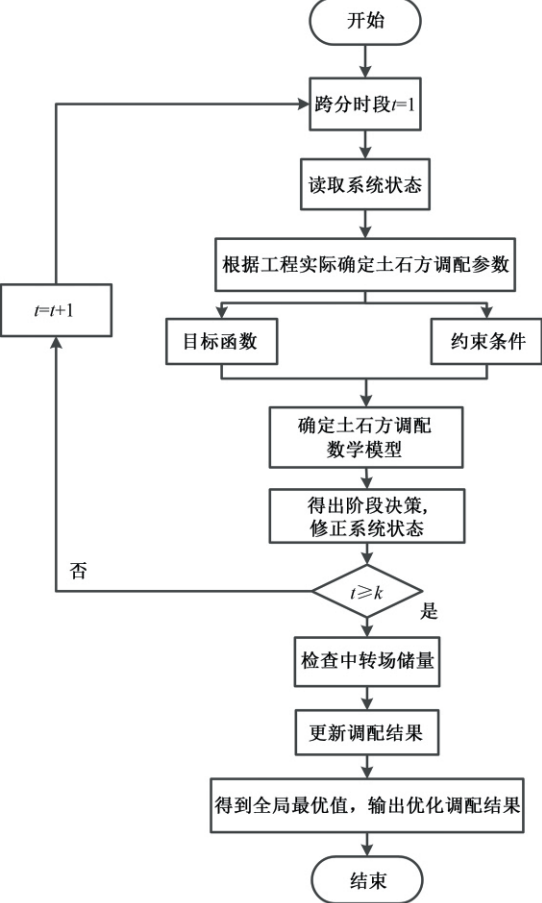 开始
跨分时段t=1
读取系统状态
根据工程实际确定土石方调配参数
t=t+1
目标函数
约束条件
确定土石方调配
数学模型
得出阶段决策,
修正系统状态
否
t≥k
是
检查中转场储量
更新调配结果
得到全局最优值，输出优化调配结果
结束